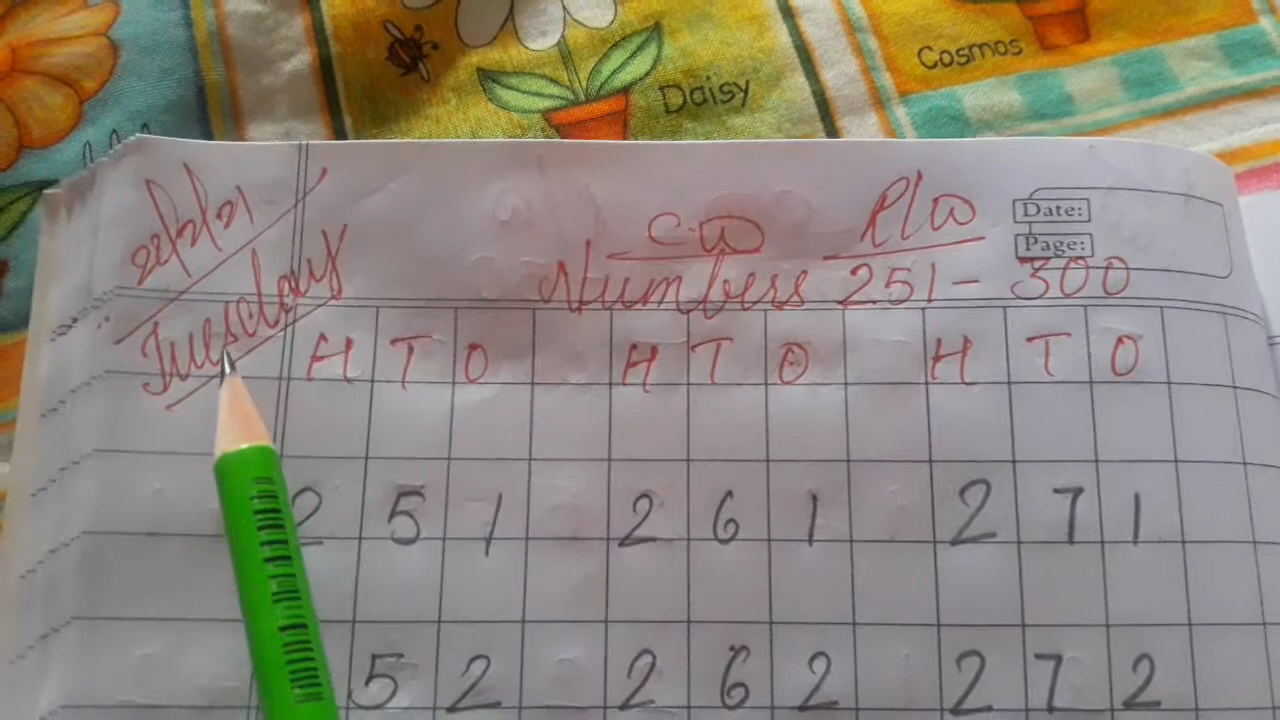 Cosmos
Daisy
22/2/21
Tuesday
C.W P/W
Date:
Page:
Numbers 251 - 300
H T O H T O H T O
2 5 1 2 6 1 2 7 1
5 2 2 6 2 2 7 2